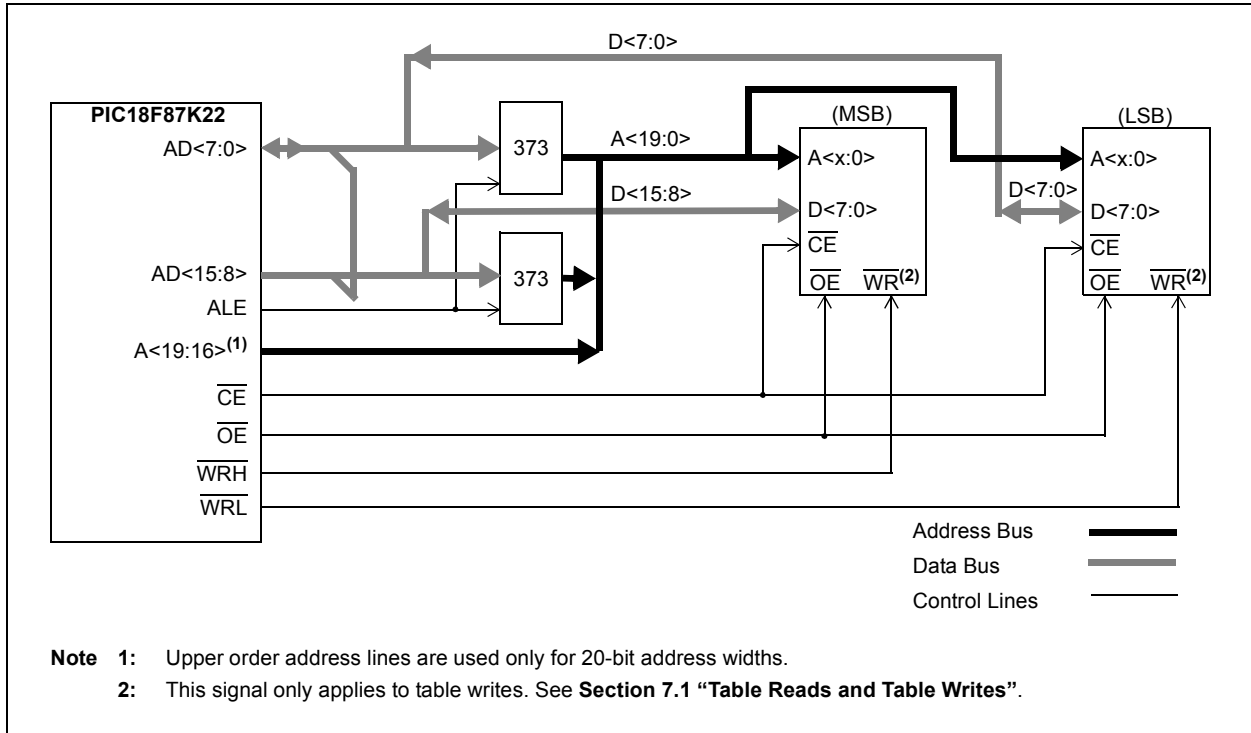 D<7:0>
PIC18F87K22
AD<7:0>
373
A<19:0>
(MSB)
A<x:0>
(LSB)
A<x:0>
D<15:8>
D<7:0>
D<7:0>
D<7:0>
CE
CE
AD<15:8>
373
OE WR(2)
OE WR(2)
ALE
A<19:16>(1)
CE
OE
WRH
WRL
Address Bus
Data Bus
Control Lines
Note 1: Upper order address lines are used only for 20-bit address widths.
2: This signal only applies to table writes. See Section 7.1 “Table Reads and Table Writes”.